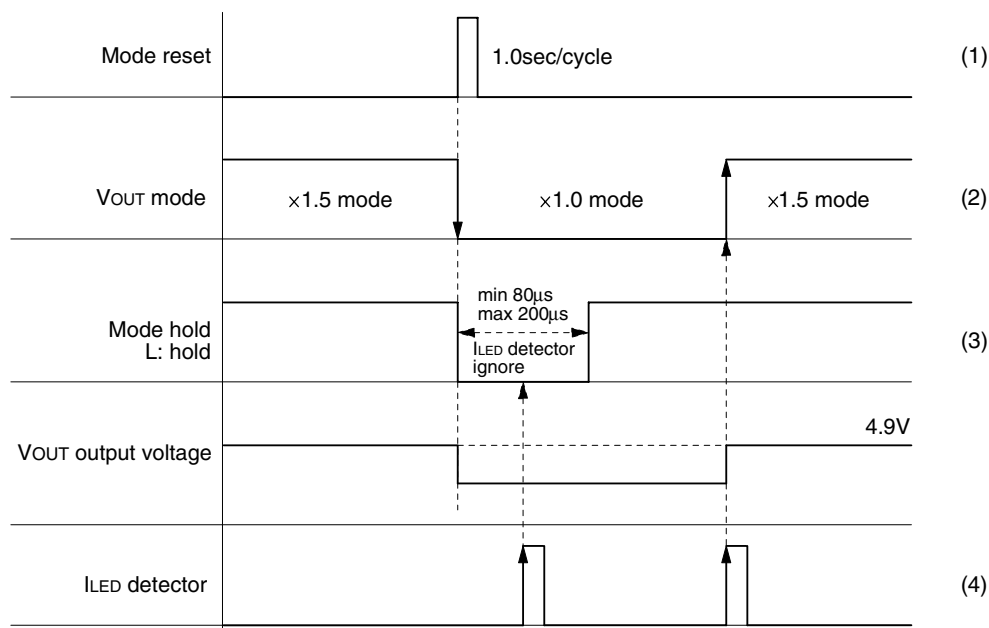 Mode reset
1.0sec/cycle
(1)
VOUT mode
×1.5 mode
×1.0 mode
×1.5 mode
(2)
Mode hold
L: hold
min 80μs
max 200μs
ILED detector
ignore
(3)
VOUT output voltage
4.9V
ILED detector
(4)